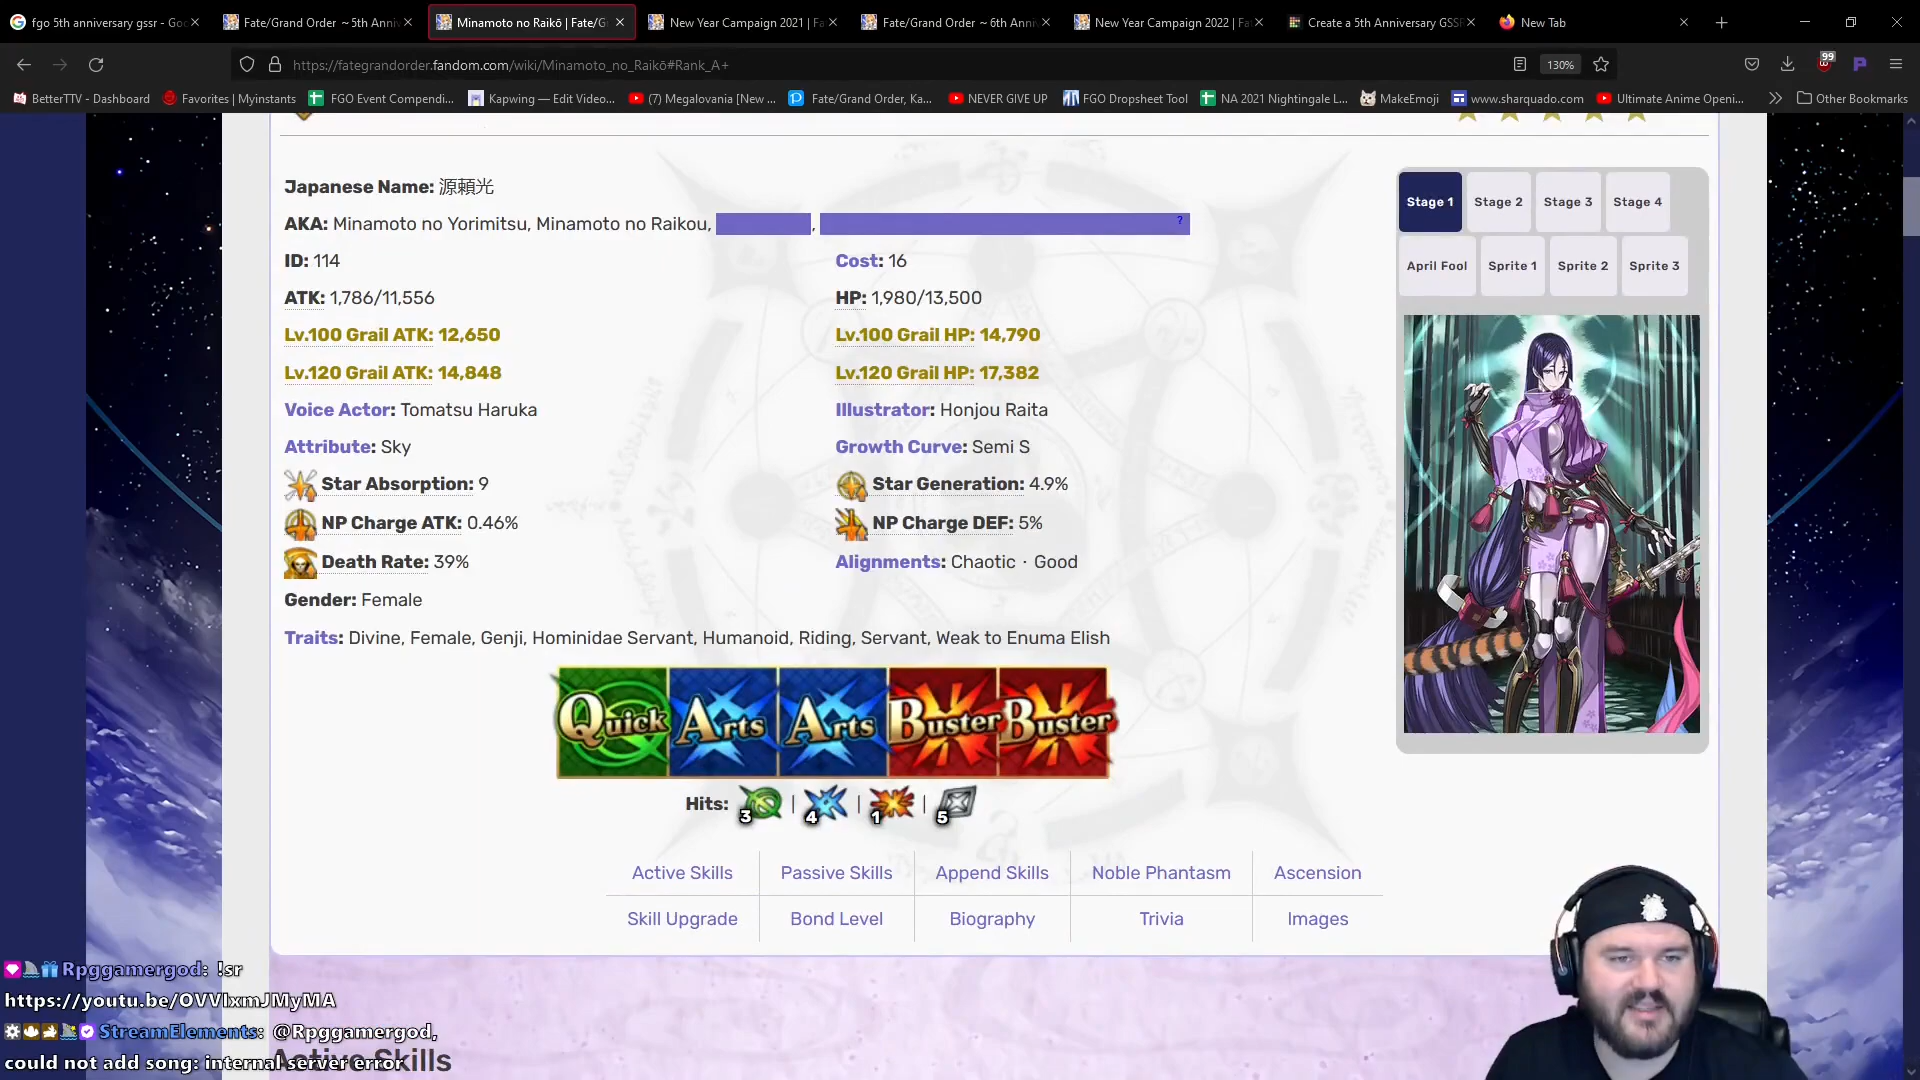 fgo 5th anniversary gssr - Goo
Fate/Grand Order ～5th Anniv
Minamoto no Raikō | Fate/G
New Year Campaign 2021 | Fa
Fate/Grand Order ～6th Anni
New Year Campaign 2022 | Fat
Create a 5th Anniversary GSSR
New Tab
https://fategrandorder.fandom.com/wiki/Minamoto_no_Raikō#Rank_A+
130%
99
BetterTTV - Dashboard
Favorites | Myinstants
FGO Event Compendi...
Kapwing — Edit Video...
(7) Megalovania [New ...
Fate/Grand Order, Ka...
NEVER GIVE UP
FGO Dropsheet Tool
NA 2021 Nightingale L...
MakeEmoji
www.sharquado.com
Ultimate Anime Openi...
Other Bookmarks
Japanese Name: 源頼光
AKA: Minamoto no Yorimitsu, Minamoto no Raikou, , ?
ID: 114
Cost: 16
ATK: 1,786/11,556
HP: 1,980/13,500
Lv.100 Grail ATK: 12,650
Lv.100 Grail HP: 14,790
Lv.120 Grail ATK: 14,848
Lv.120 Grail HP: 17,382
Voice Actor: Tomatsu Haruka
Illustrator: Honjou Raita
Attribute: Sky
Growth Curve: Semi S
Star Absorption: 9
Star Generation: 4.9%
NP Charge ATK: 0.46%
NP Charge DEF: 5%
Death Rate: 39%
Alignments: Chaotic · Good
Gender: Female
Traits: Divine, Female, Genji, Hominidae Servant, Humanoid, Riding, Servant, Weak to Enuma Elish
Quick Arts Arts Buster Buster
Hits: 3 | 4 | 1 | 5
Active Skills
Passive Skills
Append Skills
Noble Phantasm
Ascension
Skill Upgrade
Bond Level
Biography
Trivia
Images
Stage 1
Stage 2
Stage 3
Stage 4
April Fool
Sprite 1
Sprite 2
Sprite 3
Rpggamergod: !sr
https://youtu.be/OVVIxmJMyMA
StreamElements: @Rpggamergod,
could not add song: internal server error
Active Skills